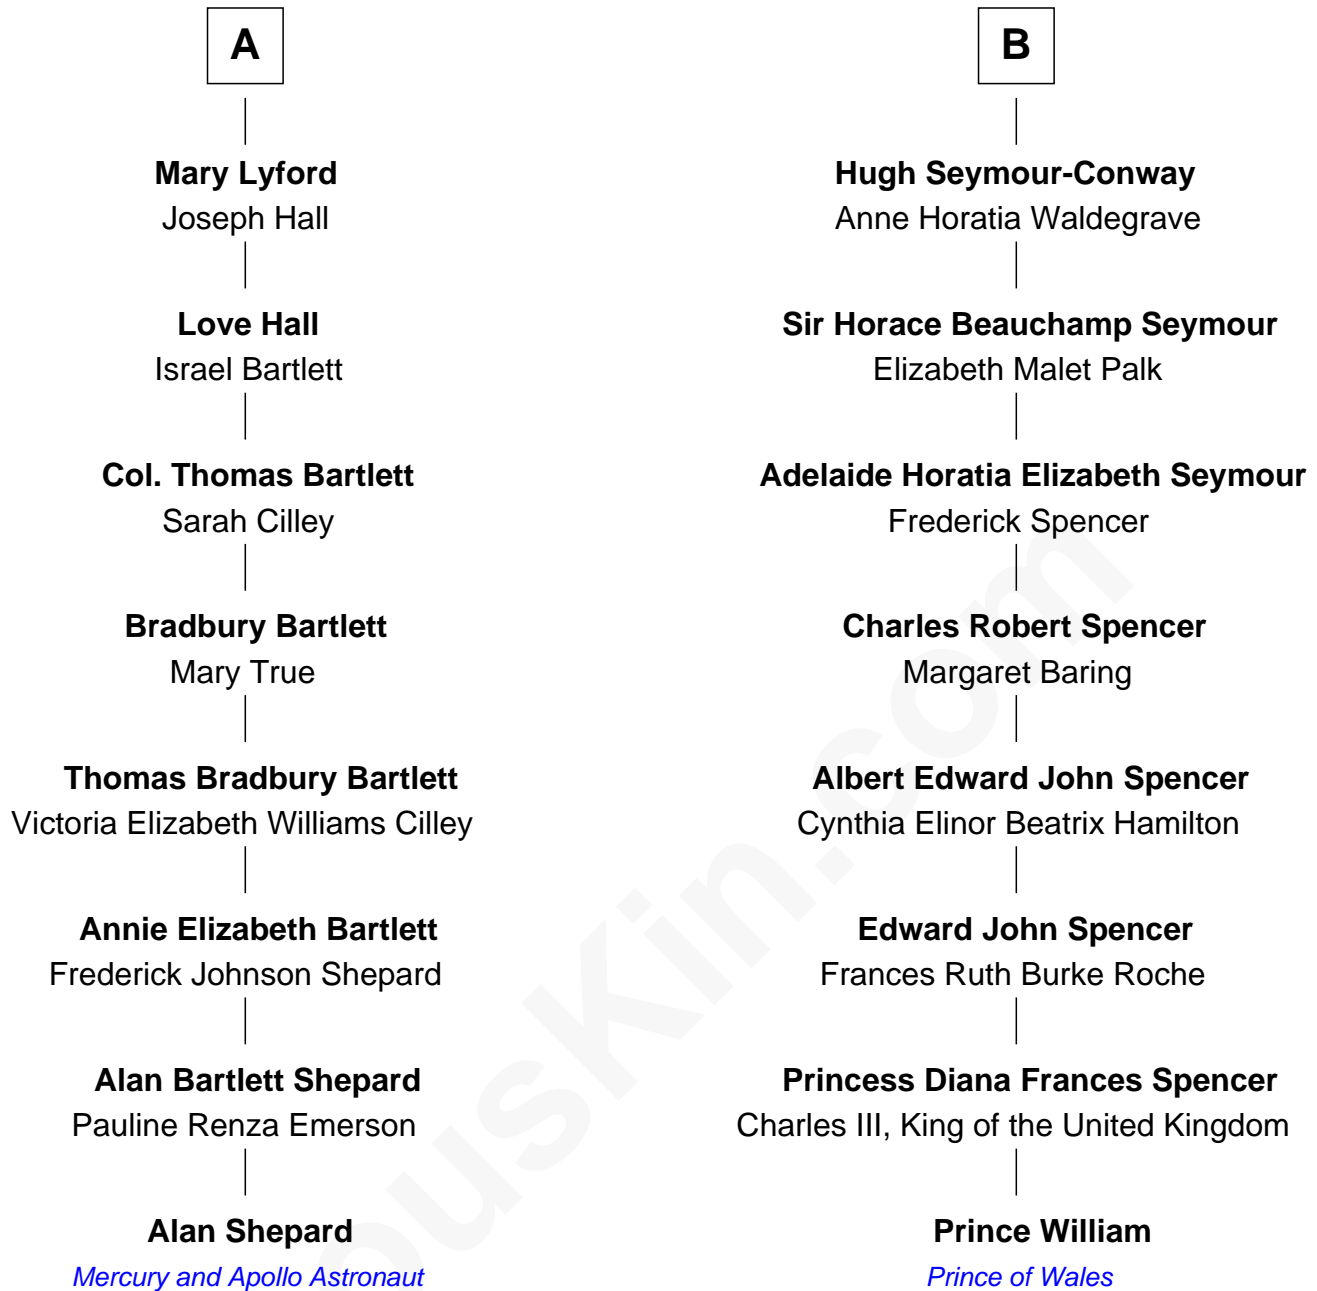 A
Mary Lyford
Joseph Hall
Love Hall
Israel Bartlett
Col. Thomas Bartlett
Sarah Cilley
Bradbury Bartlett
Mary True
Thomas Bradbury Bartlett
Victoria Elizabeth Williams Cilley
Annie Elizabeth Bartlett
Frederick Johnson Shepard
Alan Bartlett Shepard
Pauline Renza Emerson
Alan Shepard
Mercury and Apollo Astronaut
B
Hugh Seymour-Conway
Anne Horatia Waldegrave
Sir Horace Beauchamp Seymour
Elizabeth Malet Palk
Adelaide Horatia Elizabeth Seymour
Frederick Spencer
Charles Robert Spencer
Margaret Baring
Albert Edward John Spencer
Cynthia Elinor Beatrix Hamilton
Edward John Spencer
Frances Ruth Burke Roche
Princess Diana Frances Spencer
Charles III, King of the United Kingdom
Prince William
Prince of Wales
ousKin.com